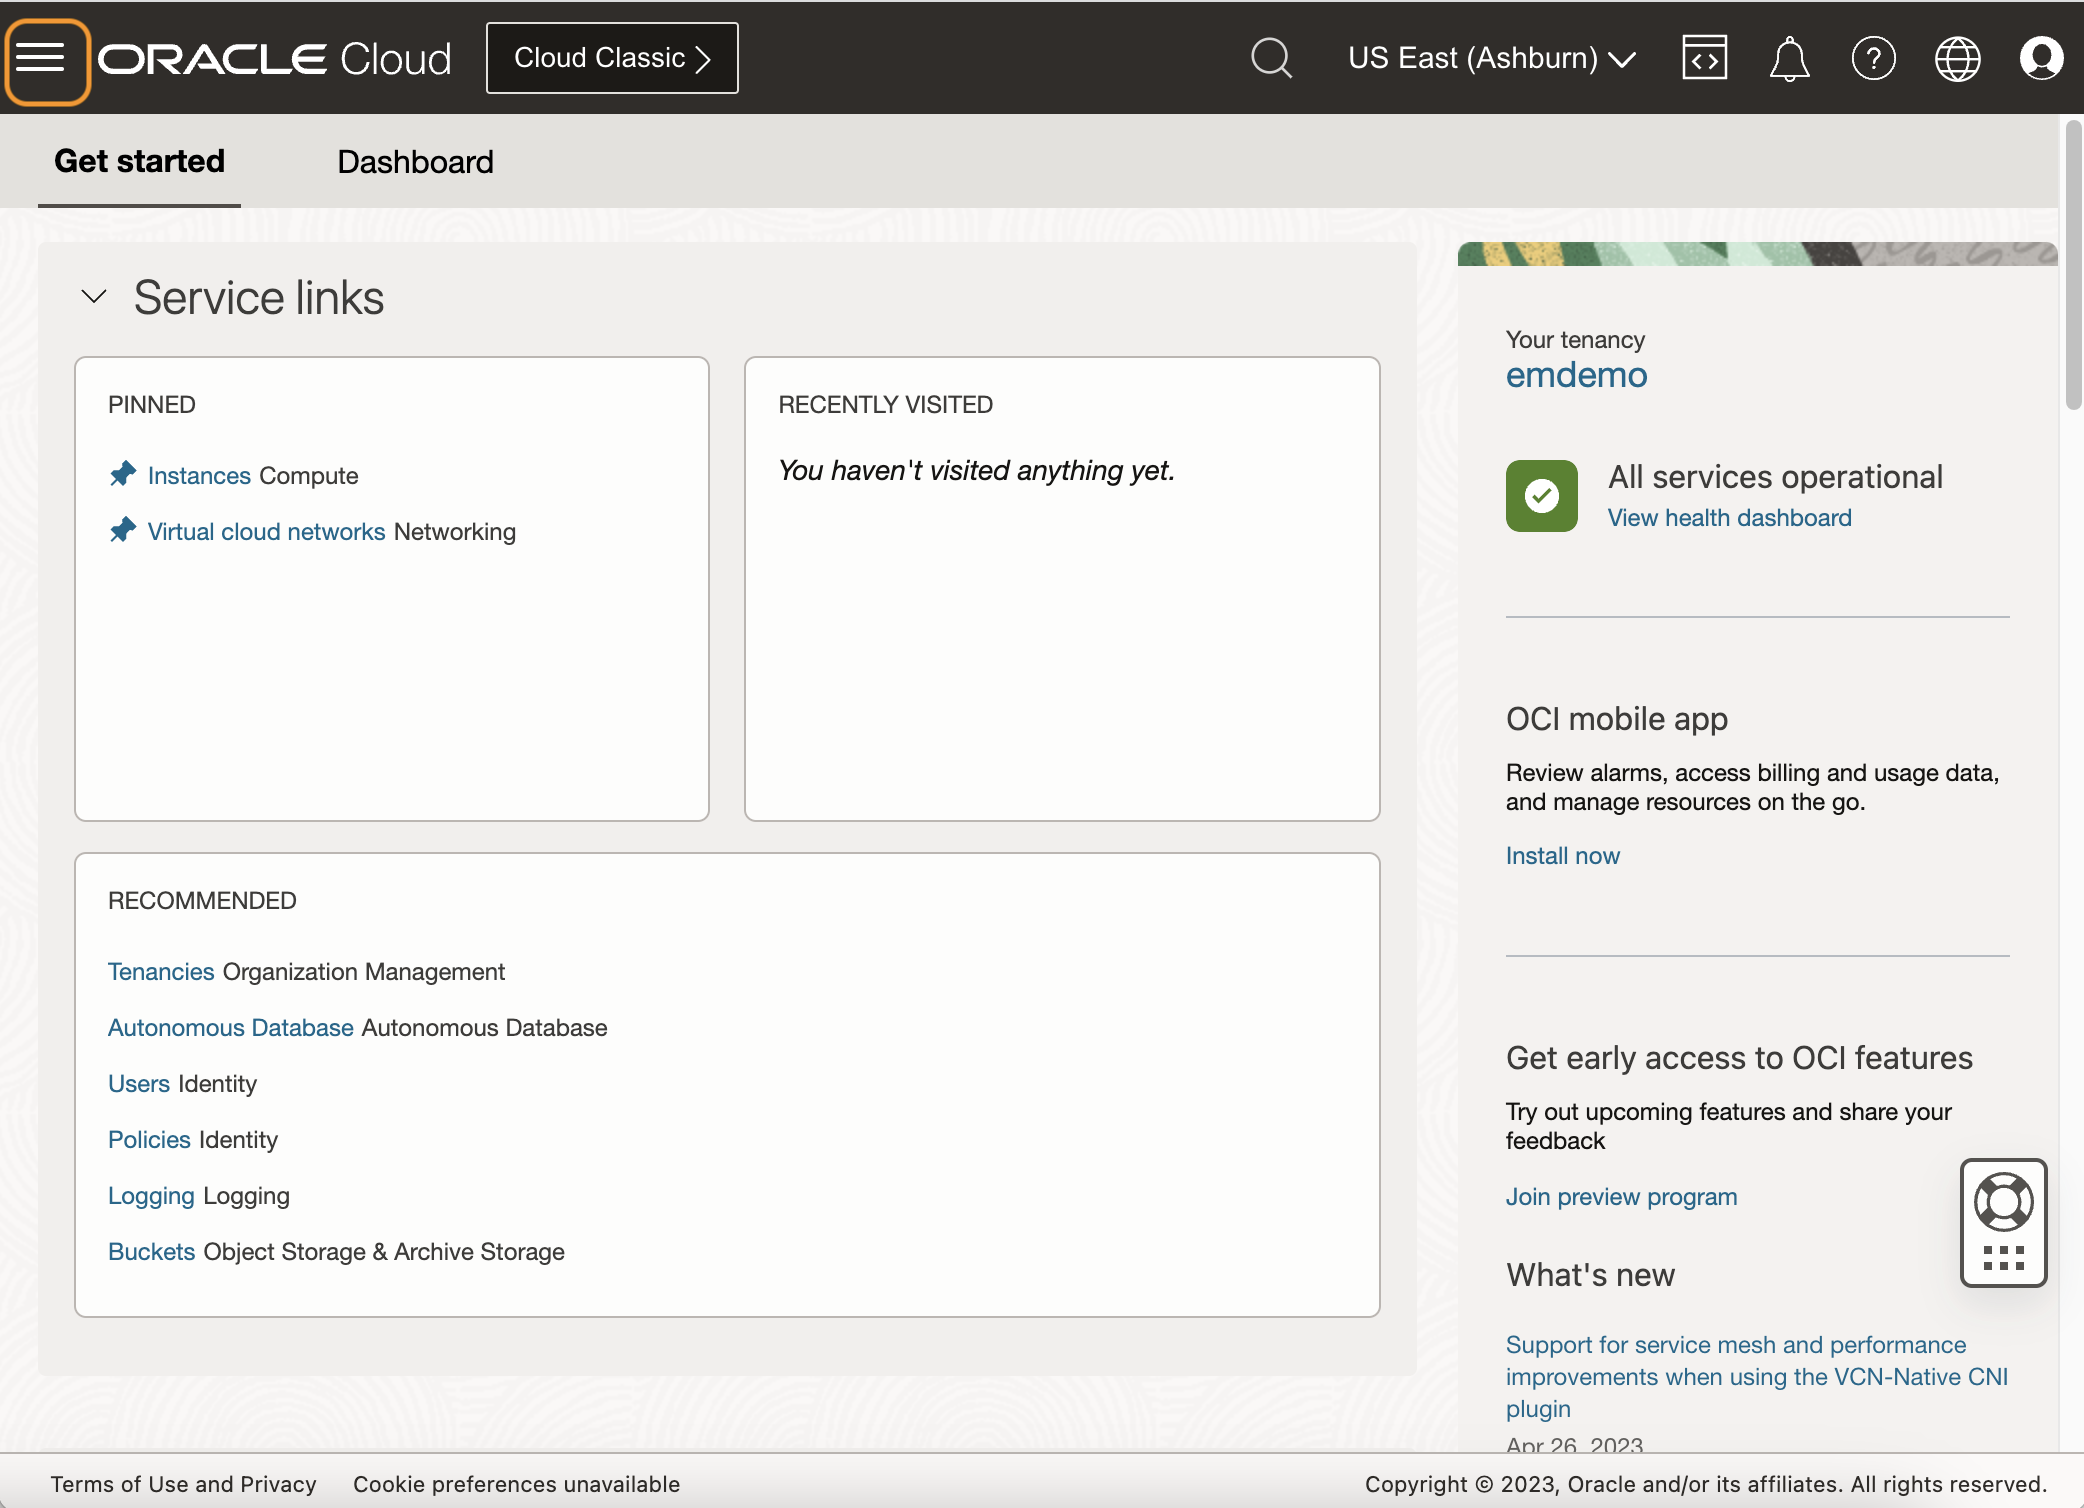 ORACLE Cloud
Cloud Classic
US East (Ashburn)
Get started
Dashboard
Service links
PINNED
Instances Compute
Virtual cloud networks Networking
RECENTLY VISITED
You haven't visited anything yet.
RECOMMENDED
Tenancies Organization Management
Autonomous Database Autonomous Database
Users Identity
Policies Identity
Logging Logging
Buckets Object Storage & Archive Storage
Your tenancy
emdemo
All services operational
View health dashboard
OCI mobile app
Review alarms, access billing and usage data,
and manage resources on the go.
Install now
Get early access to OCI features
Try out upcoming features and share your
feedback
Join preview program
What's new
Support for service mesh and performance
improvements when using the VCN-Native CNI
plugin
Apr 26, 2023
Terms of Use and Privacy
Cookie preferences unavailable
Copyright © 2023, Oracle and/or its affiliates. All rights reserved.